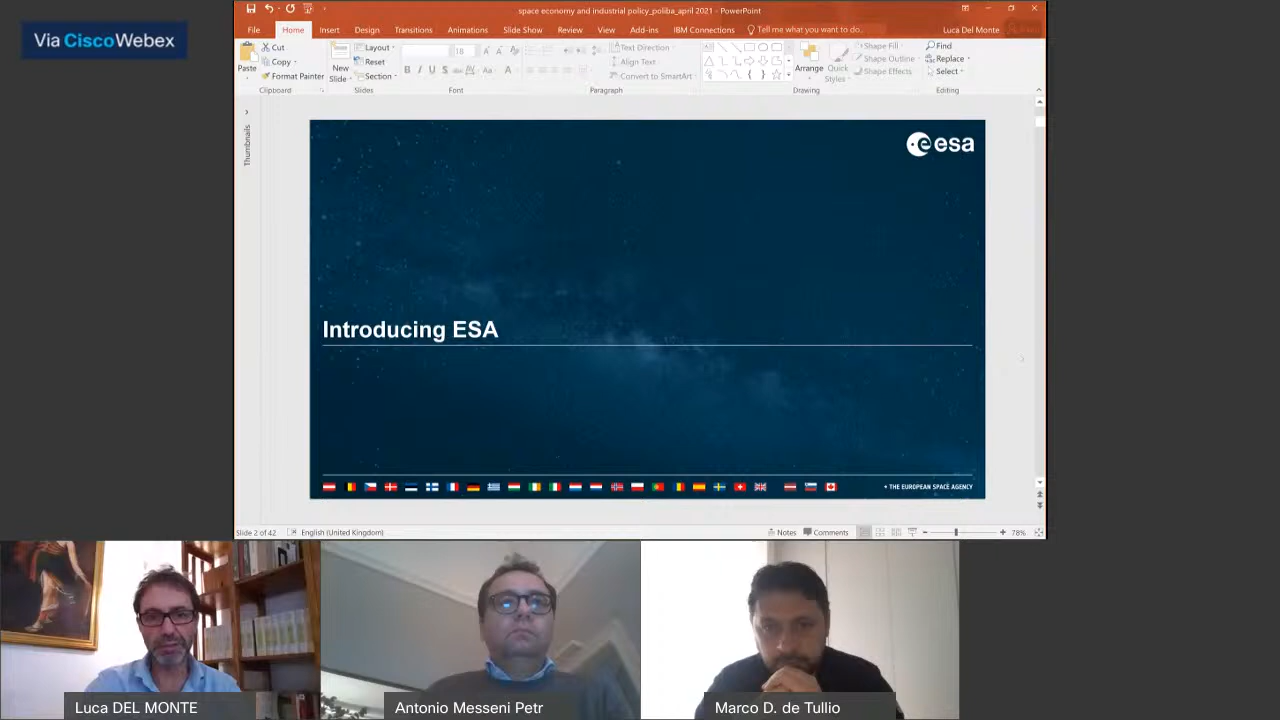 Via CiscoWebex
space economy and industrial policy_poliba_april 2021 - PowerPoint
File Home Insert Design Transitions Animations Slide Show Review View Add-ins IBM Connections Tell me what you want to do... Luca Del Monte
Paste
Cut
Copy
Format Painter
Clipboard
New
Slide
Layout
Reset
Section
Slides
18
B I U S abc AV Aa A
Font
Text Direction
Align Text
Convert to SmartArt
Paragraph
Arrange
Quick
Styles
Shape Fill
Shape Outline
Shape Effects
Drawing
Find
Replace
Select
Editing
Thumbnails
esa
Introducing ESA
THE EUROPEAN SPACE AGENCY
Slide 2 of 42 English (United Kingdom) Notes Comments 78%
Luca DEL MONTE
Antonio Messeni Petr
Marco D. de Tullio